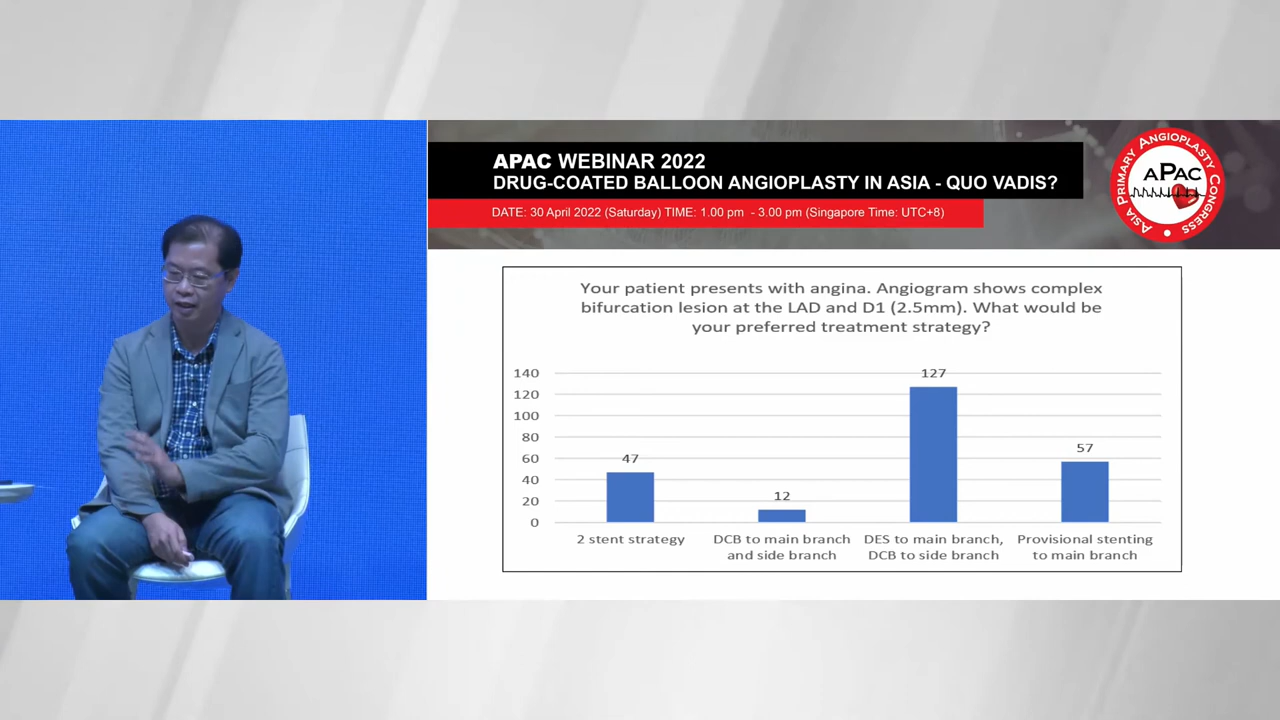 APAC WEBINAR 2022
DRUG-COATED BALLOON ANGIOPLASTY IN ASIA - QUO VADIS?
DATE: 30 April 2022 (Saturday) TIME: 1.00 pm - 3.00 pm (Singapore Time: UTC+8)
ASIA PRIMARY ANGIOPLASTY CONGRESS
aPAC
Your patient presents with angina. Angiogram shows complex
bifurcation lesion at the LAD and D1 (2.5mm). What would be
your preferred treatment strategy?
140
120
100
80
60
40
20
0
47
12
127
57
2 stent strategy
DCB to main branch
and side branch
DES to main branch,
DCB to side branch
Provisional stenting
to main branch